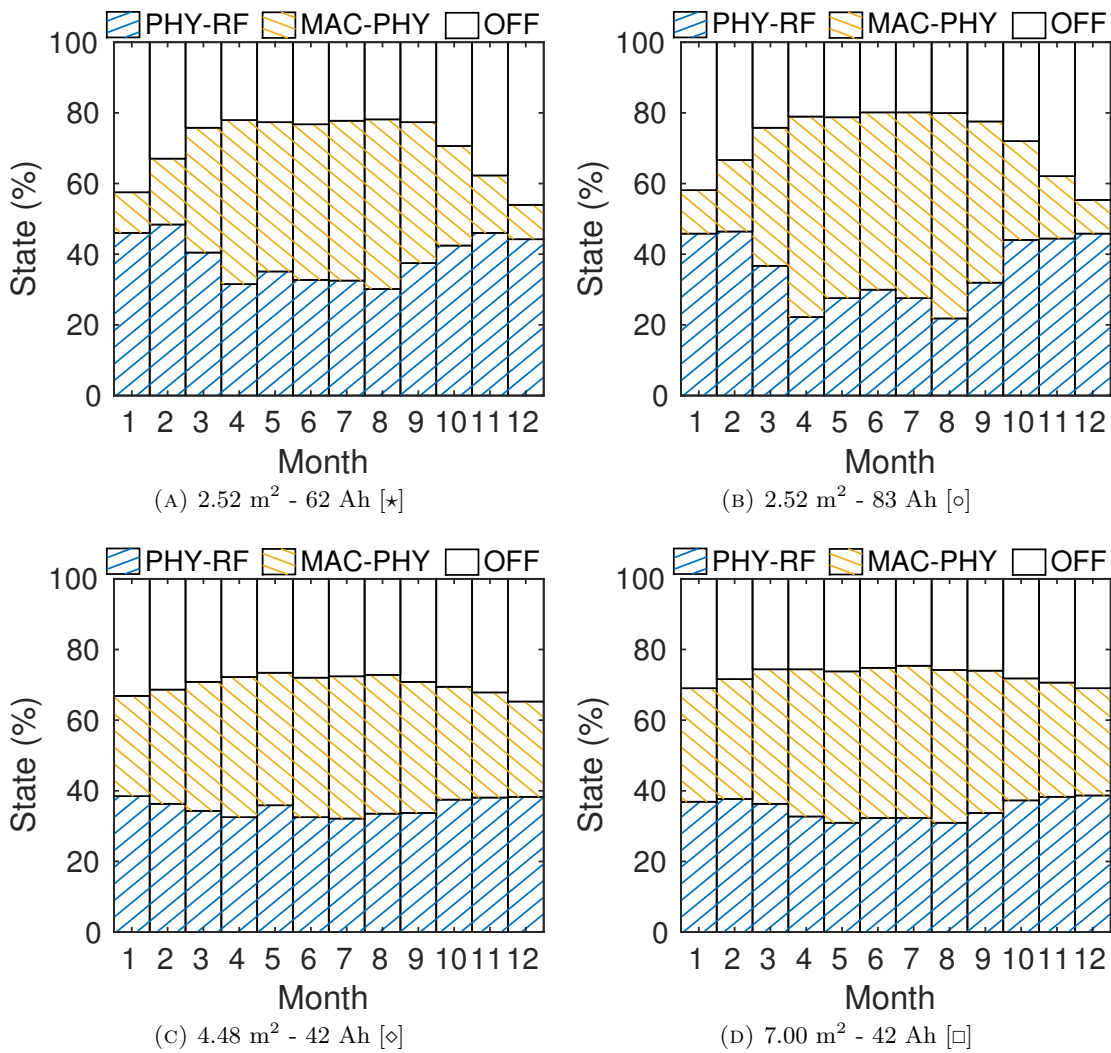 PHY-RF MAC-PHY OFF
100
80
60
40
20
0
State (%)
1 2 3 4 5 6 7 8 9 10 11 12
Month
(A) 2.52 m² - 62 Ah [⋆]
PHY-RF MAC-PHY OFF
100
80
60
40
20
0
State (%)
1 2 3 4 5 6 7 8 9 10 11 12
Month
(B) 2.52 m² - 83 Ah [∘]
PHY-RF MAC-PHY OFF
100
80
60
40
20
0
State (%)
1 2 3 4 5 6 7 8 9 10 11 12
Month
(C) 4.48 m² - 42 Ah [⋄]
PHY-RF MAC-PHY OFF
100
80
60
40
20
0
State (%)
1 2 3 4 5 6 7 8 9 10 11 12
Month
(D) 7.00 m² - 42 Ah [□]